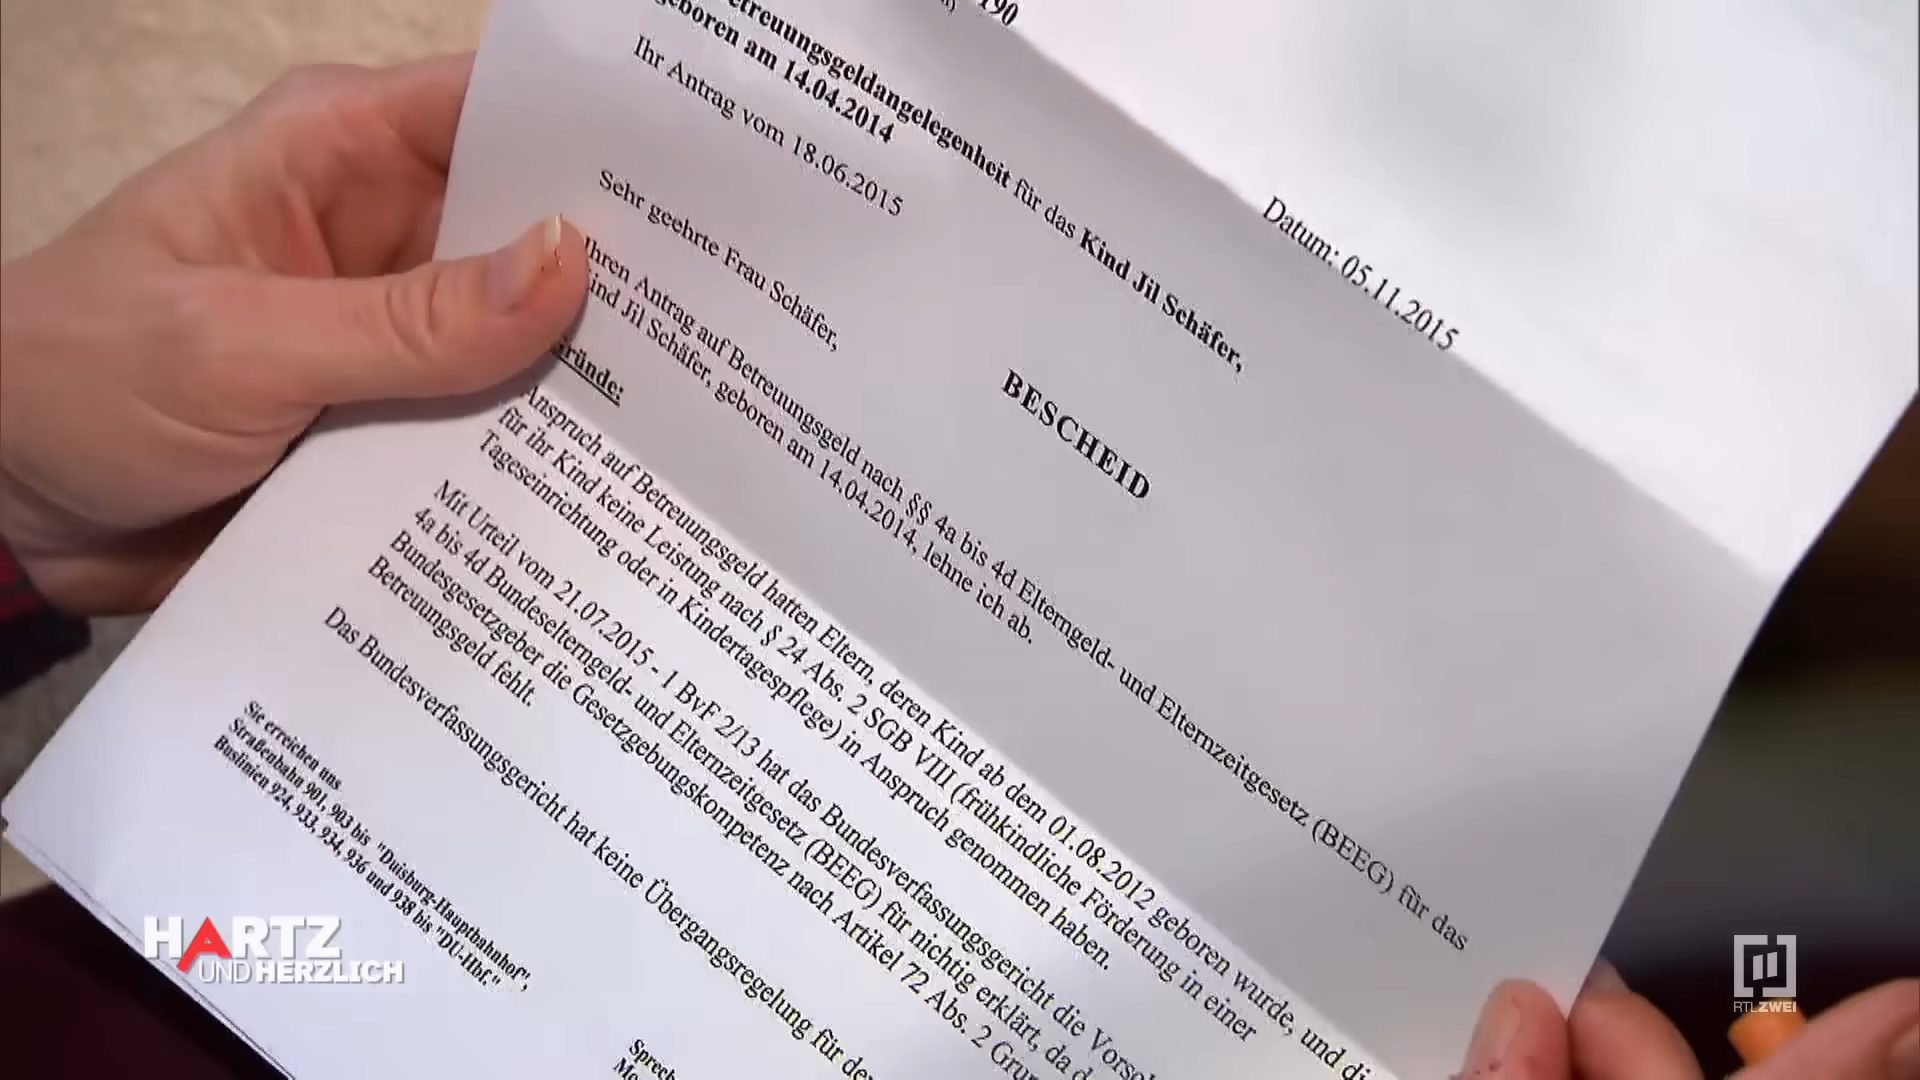 190
Betreuungsgeldangelegenheit für das Kind Jil Schäfer,
geboren am 14.04.2014
Ihr Antrag vom 18.06.2015
Datum: 05.11.2015
BESCHEID
Sehr geehrte Frau Schäfer,
Ihren Antrag auf Betreuungsgeld nach §§ 4a bis 4d Elterngeld- und Elternzeitgesetz (BEEG) für das
Kind Jil Schäfer, geboren am 14.04.2014, lehne ich ab.
Gründe:
Anspruch auf Betreuungsgeld hatten Eltern, deren Kind ab dem 01.08.2012 geboren wurde, und di
für ihr Kind keine Leistung nach § 24 Abs. 2 SGB VIII (frühkindliche Förderung in einer
Tageseinrichtung oder in Kindertagespflege) in Anspruch genommen haben.
Mit Urteil vom 21.07.2015 - 1 BvF 2/13 hat das Bundesverfassungsgericht die Vorsch
4a bis 4d Bundeselterngeld- und Elternzeitgesetz (BEEG) für nichtig erklärt, da d
Bundesgesetzgeber die Gesetzgebungskompetenz nach Artikel 72 Abs. 2 Grun
Betreuungsgeld fehlt.
Das Bundesverfassungsgericht hat keine Übergangsregelung für de
Sie erreichen uns
Straßenbahn 901, 903 bis "Duisburg-Hauptbahnhof",
Buslinien 924, 933, 934, 936 und 938 bis "DU-Hbf."
Sprech
Mo
HARTZ
UND HERZLICH
RTLZWEI